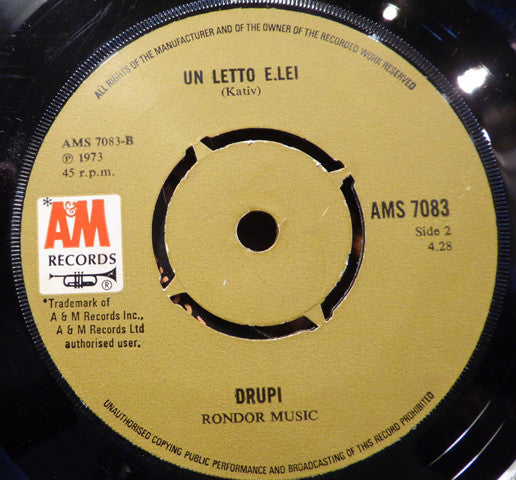 ALL RIGHTS OF THE MANUFACTURER AND OF THE OWNER OF THE RECORDED WORK RESERVED
UN LETTO E.LEI
(Kativ)
AMS 7083-B
℗ 1973
45 r.p.m.
AMS 7083
Side 2
4.28
*A&M
RECORDS
®
*Trademark of
A & M Records Inc.,
A & M Records Ltd
authorised user.
DRUPI
RONDOR MUSIC
UNAUTHORISED COPYING PUBLIC PERFORMANCE AND BROADCASTING OF THIS RECORD PROHIBITED